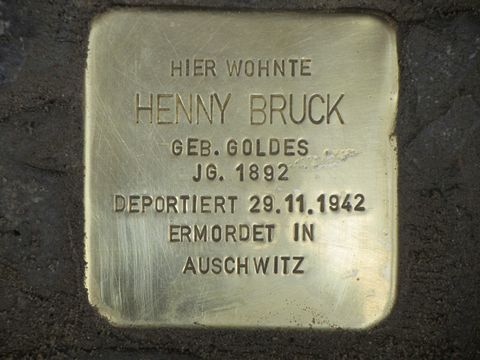 HIER WOHNTE
HENNY BRUCK
GEB. GOLDES
JG. 1892
DEPORTIERT 29.11.1942
ERMORDET IN
AUSCHWITZ